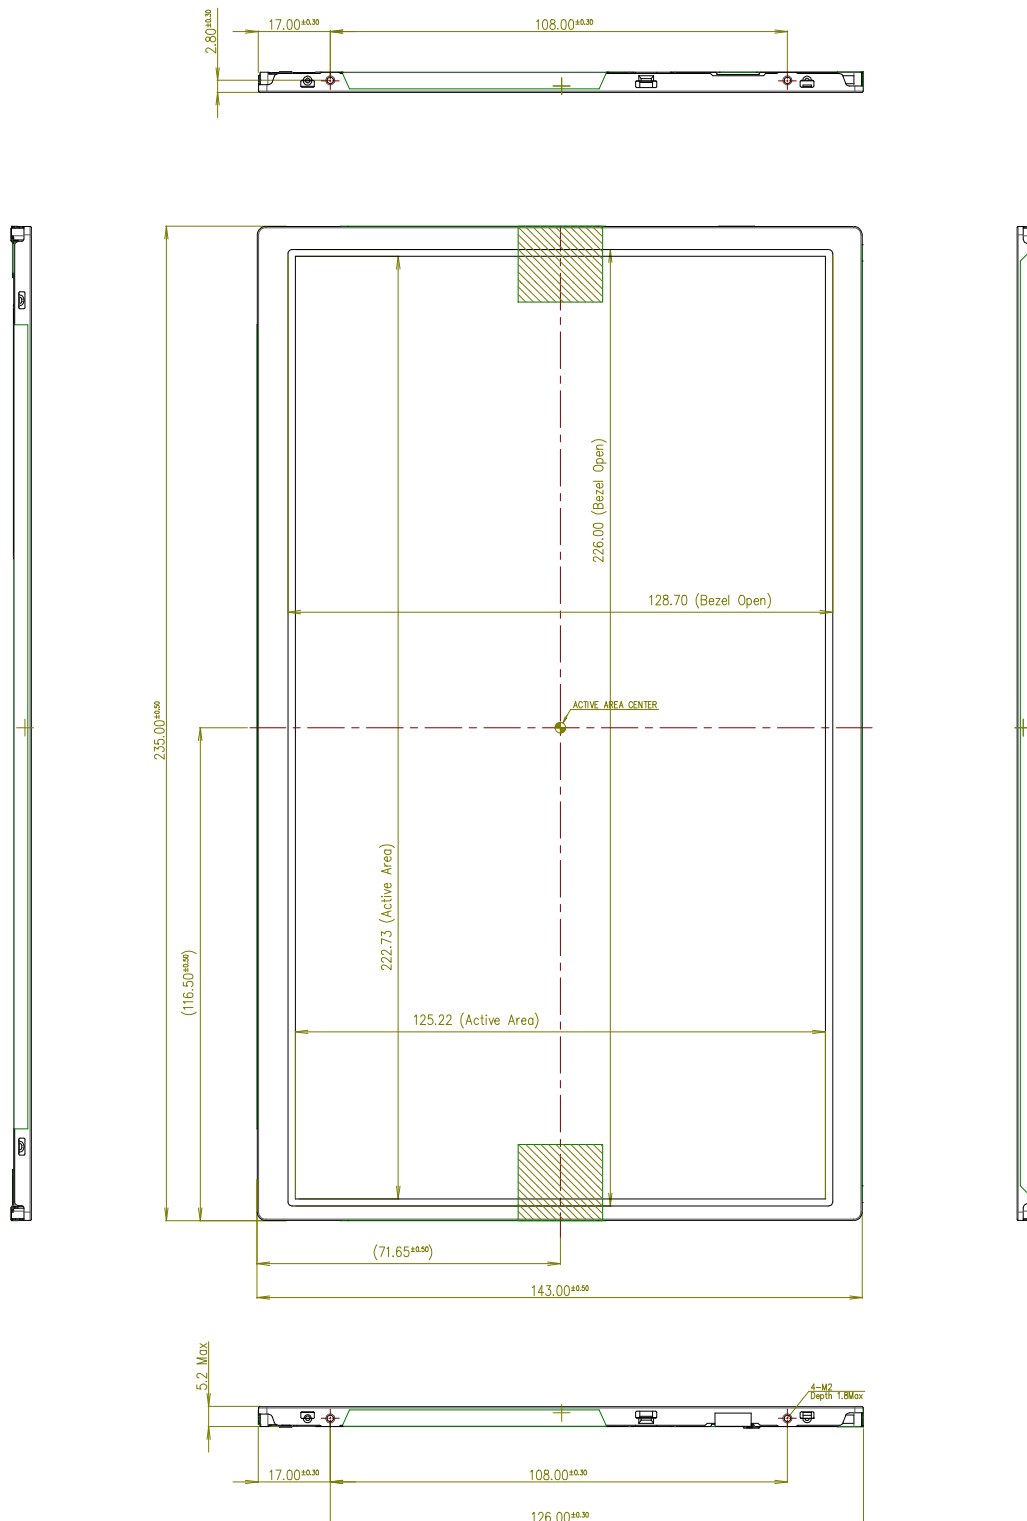 2.80±0.30
17.00±0.30
108.00±0.30
226.00 (Bezel Open)
128.70 (Bezel Open)
ACTIVE AREA CENTER
235.00±0.50
222.73 (Active Area)
(116.50±0.50)
125.22 (Active Area)
(71.65±0.50)
143.00±0.50
5.2 Max
4-M2
Depth 1.8Max
17.00±0.30
108.00±0.30
126.00±0.30